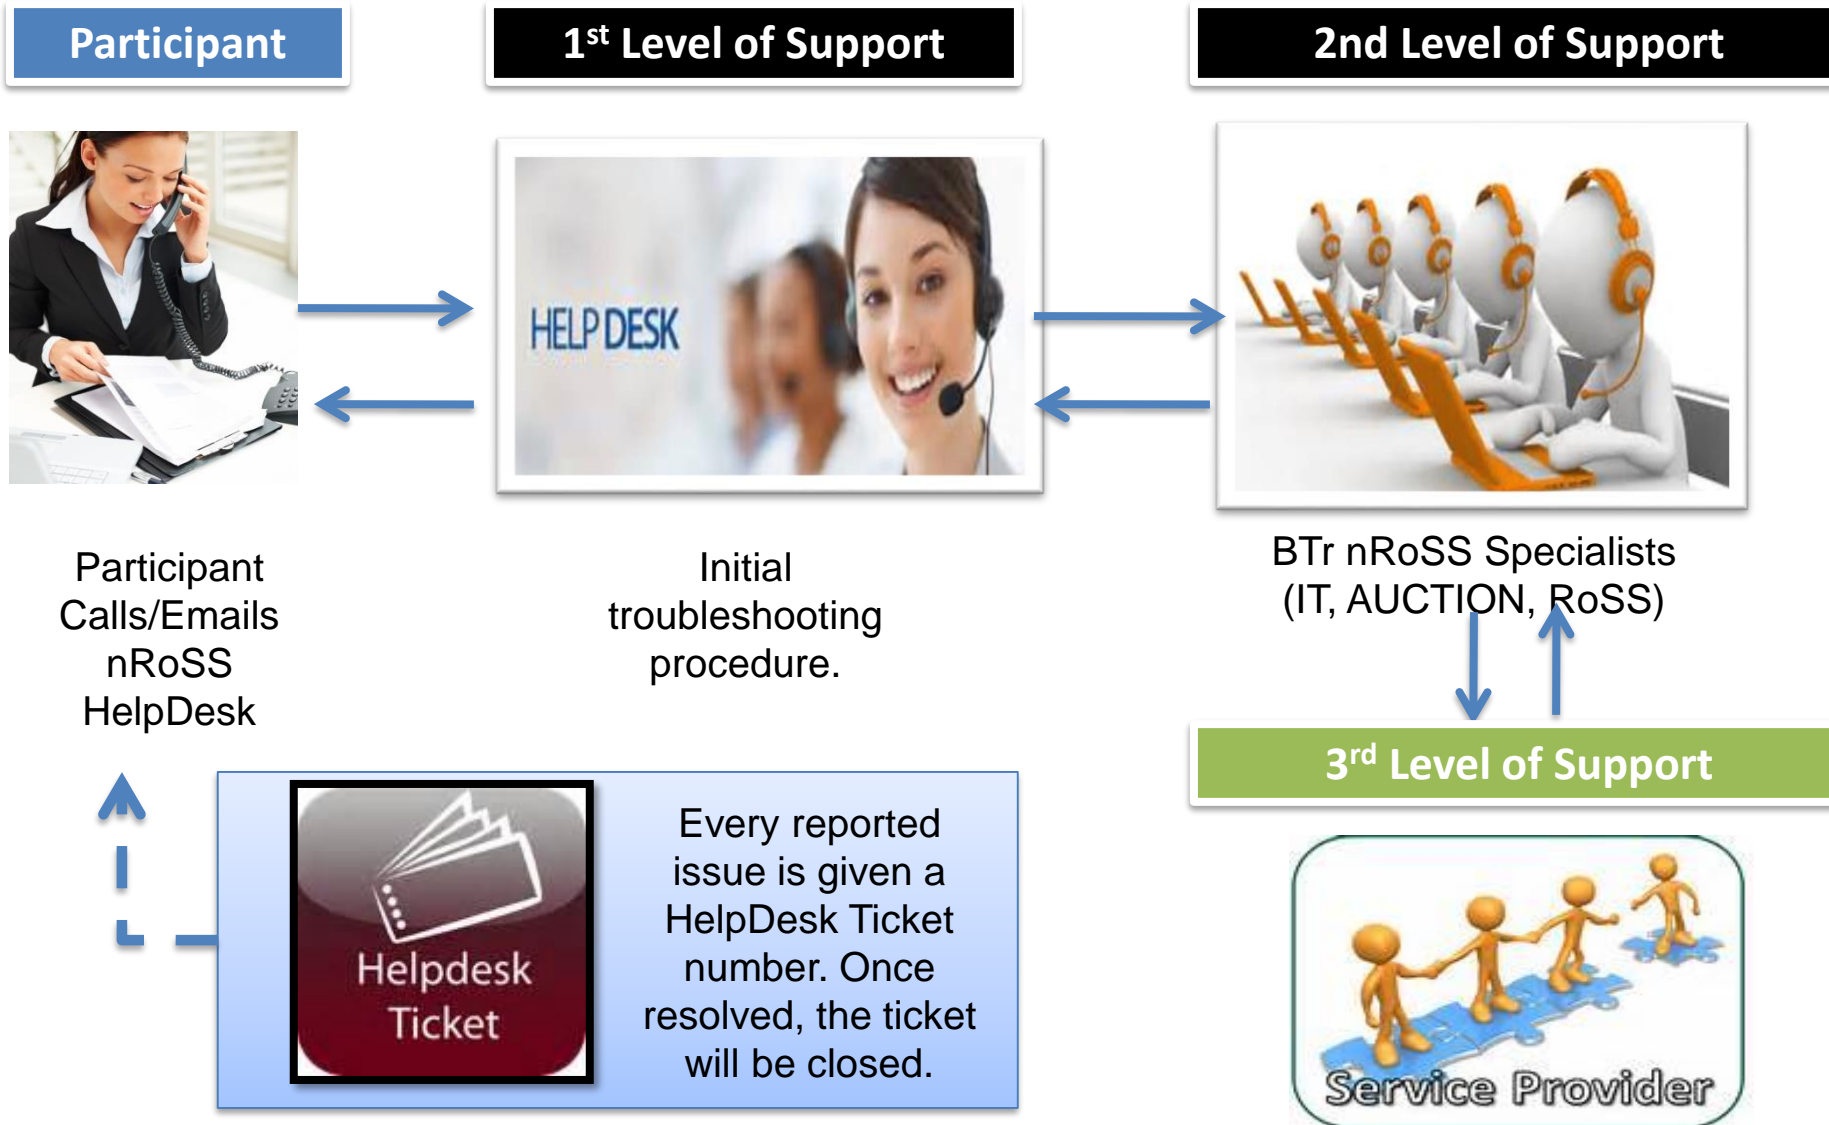 Participant
1st Level of Support
2nd Level of Support
HELP DESK
Participant
Calls/Emails
nRoSS
HelpDesk
Initial
troubleshooting
procedure.
BTr nRoSS Specialists
(IT, AUCTION, RoSS)
3rd Level of Support
Helpdesk
Ticket
Every reported
issue is given a
HelpDesk Ticket
number. Once
resolved, the ticket
will be closed.
Service Provider